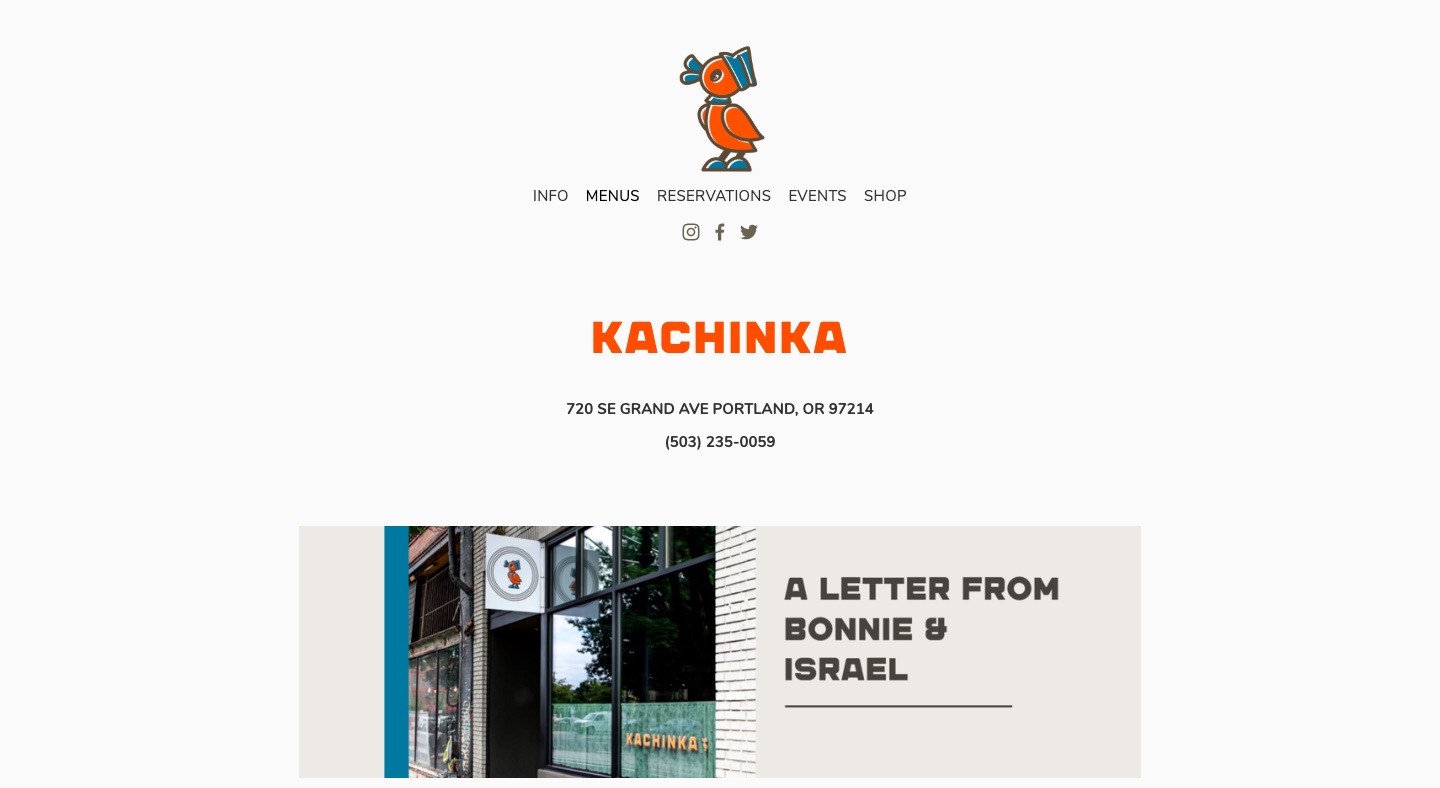 INFO MENUS RESERVATIONS EVENTS SHOP
KACHINKA
720 SE GRAND AVE PORTLAND, OR 97214
(503) 235-0059
A LETTER FROM
BONNIE &
ISRAEL
KACHINKA